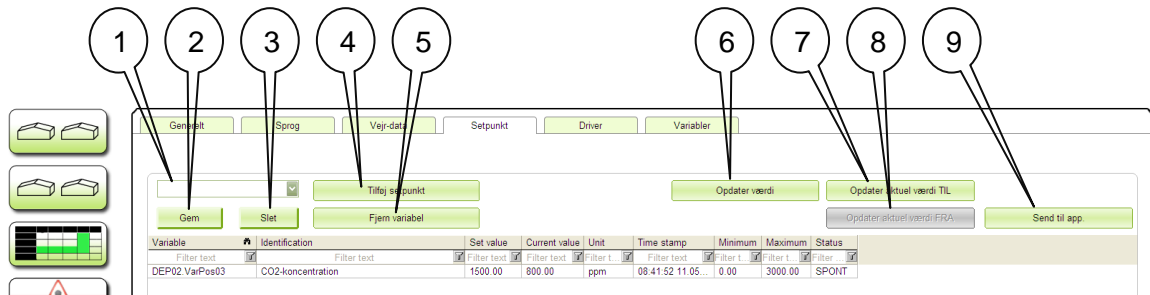 1 2 3 4 5 6 7 8 9
Generelt Sprog Vejr-data Setpunkt Driver Variabler
Tilføj setpunkt Opdater værdi Opdater aktuel værdi TIL
Gem Slet Fjern variabel Opdater aktuel værdi FRA Send til app.
Variable Identification Set value Current value Unit Time stamp Minimum Maximum Status
Filter text Filter text Filter text Filter text Filter t... Filter text Filter t... Filter t... Filter ...
DEP02.VarPos03 CO2-koncentration 1500.00 800.00 ppm 08:41:52 11.05... 0.00 3000.00 SPONT